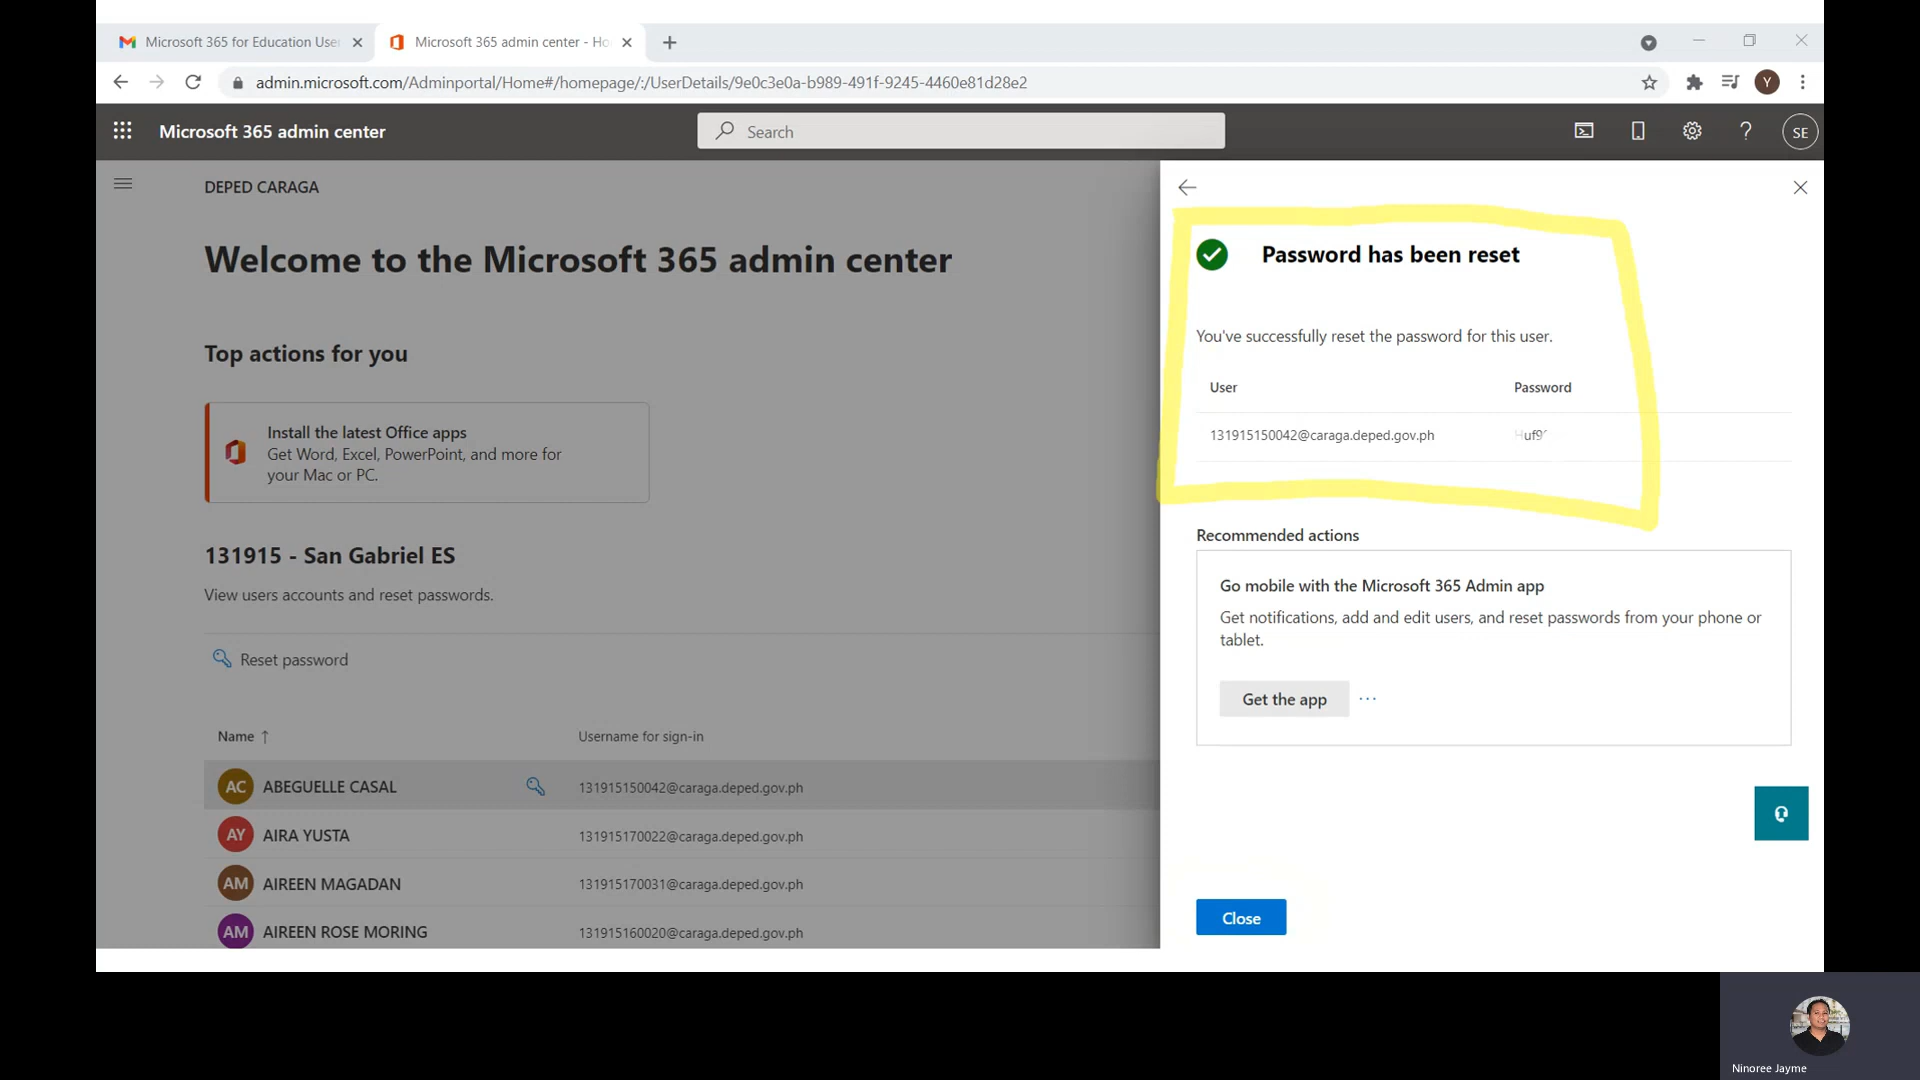 Microsoft 365 for Education User
Microsoft 365 admin center - Ho
admin.microsoft.com/Adminportal/Home#/homepage/:/UserDetails/9e0c3e0a-b989-491f-9245-4460e81d28e2
Y
Microsoft 365 admin center
Search
?
SE
DEPED CARAGA
Welcome to the Microsoft 365 admin center
Top actions for you
Install the latest Office apps
Get Word, Excel, PowerPoint, and more for
your Mac or PC.
131915 - San Gabriel ES
View users accounts and reset passwords.
Reset password
Name ↑ Username for sign-in
AC ABEGUELLE CASAL 131915150042@caraga.deped.gov.ph
AY AIRA YUSTA 131915170022@caraga.deped.gov.ph
AM AIREEN MAGADAN 131915170031@caraga.deped.gov.ph
AM AIREEN ROSE MORING 131915160020@caraga.deped.gov.ph
Password has been reset
You've successfully reset the password for this user.
User Password
131915150042@caraga.deped.gov.ph
Recommended actions
Go mobile with the Microsoft 365 Admin app
Get notifications, add and edit users, and reset passwords from your phone or
tablet.
Get the app ...
Close
Ninoree Jayme